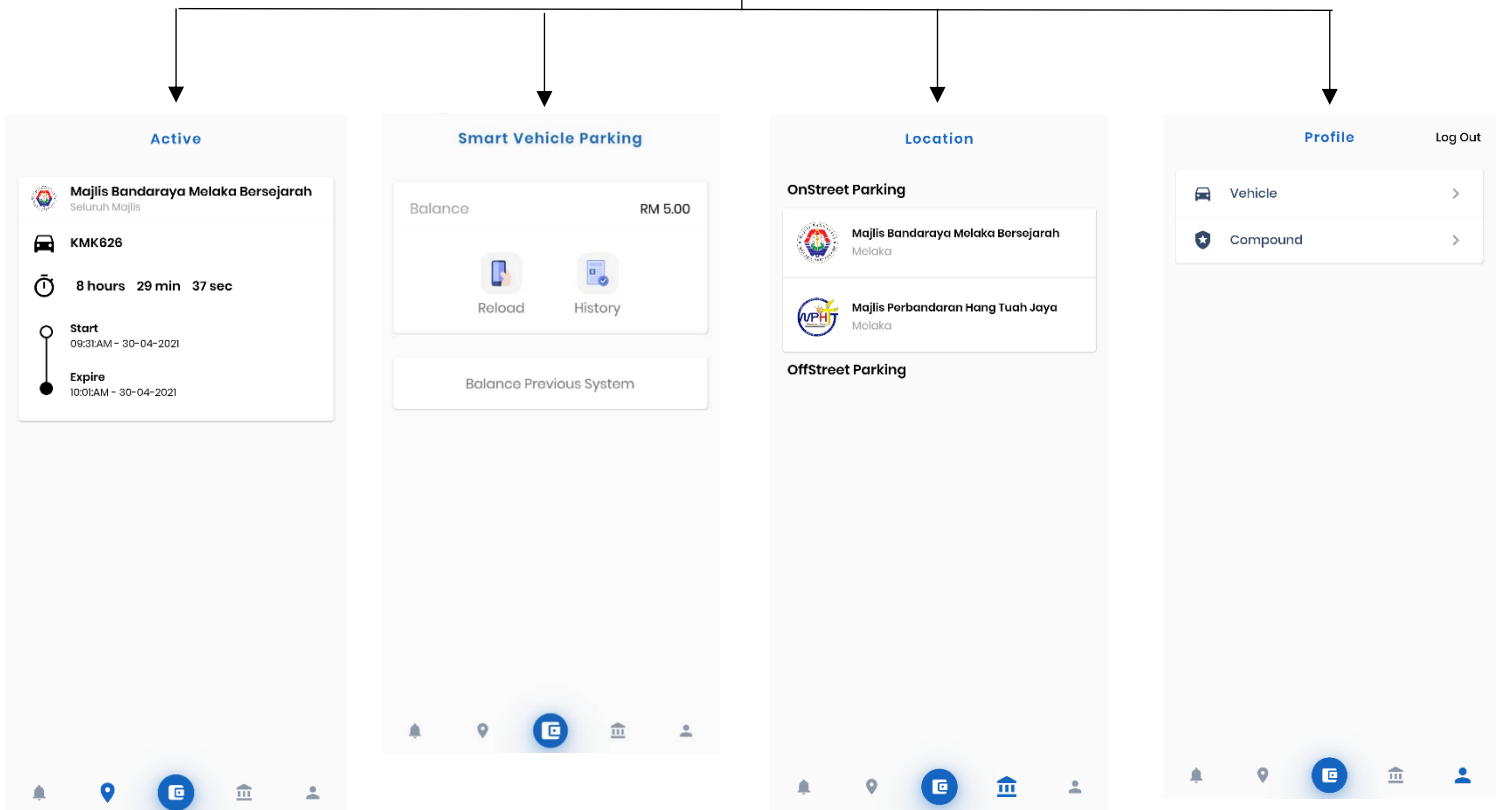 Active
Majlis Bandaraya Melaka Bersejarah
Seluruh Majlis
KMK626
8 hours 29 min 37 sec
Start
09:31:AM - 30-04-2021
Expire
10:01:AM - 30-04-2021
Smart Vehicle Parking
Balance RM 5.00
Reload History
Balance Previous System
Location
OnStreet Parking
Majlis Bandaraya Melaka Bersejarah
Melaka
Majlis Perbandaran Hang Tuah Jaya
Melaka
OffStreet Parking
Profile Log Out
Vehicle
Compound